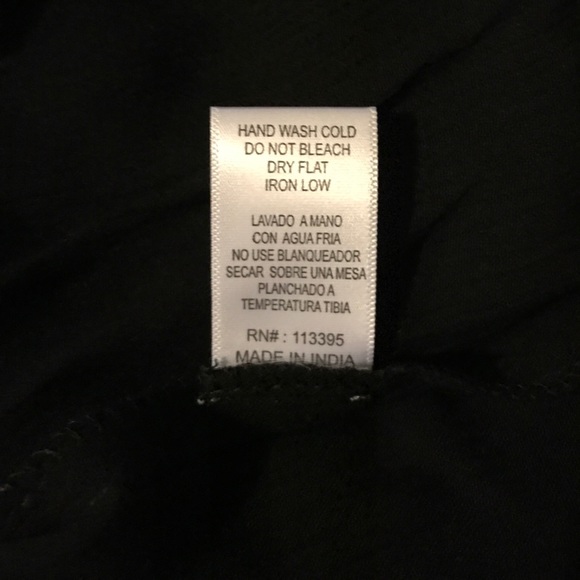 HAND WASH COLD
DO NOT BLEACH
DRY FLAT
IRON LOW
LAVADO A MANO
CON AGUA FRIA
NO USE BLANQUEADOR
SECAR SOBRE UNA MESA
PLANCHADO A
TEMPERATURA TIBIA
RN# : 113395
MADE IN INDIA